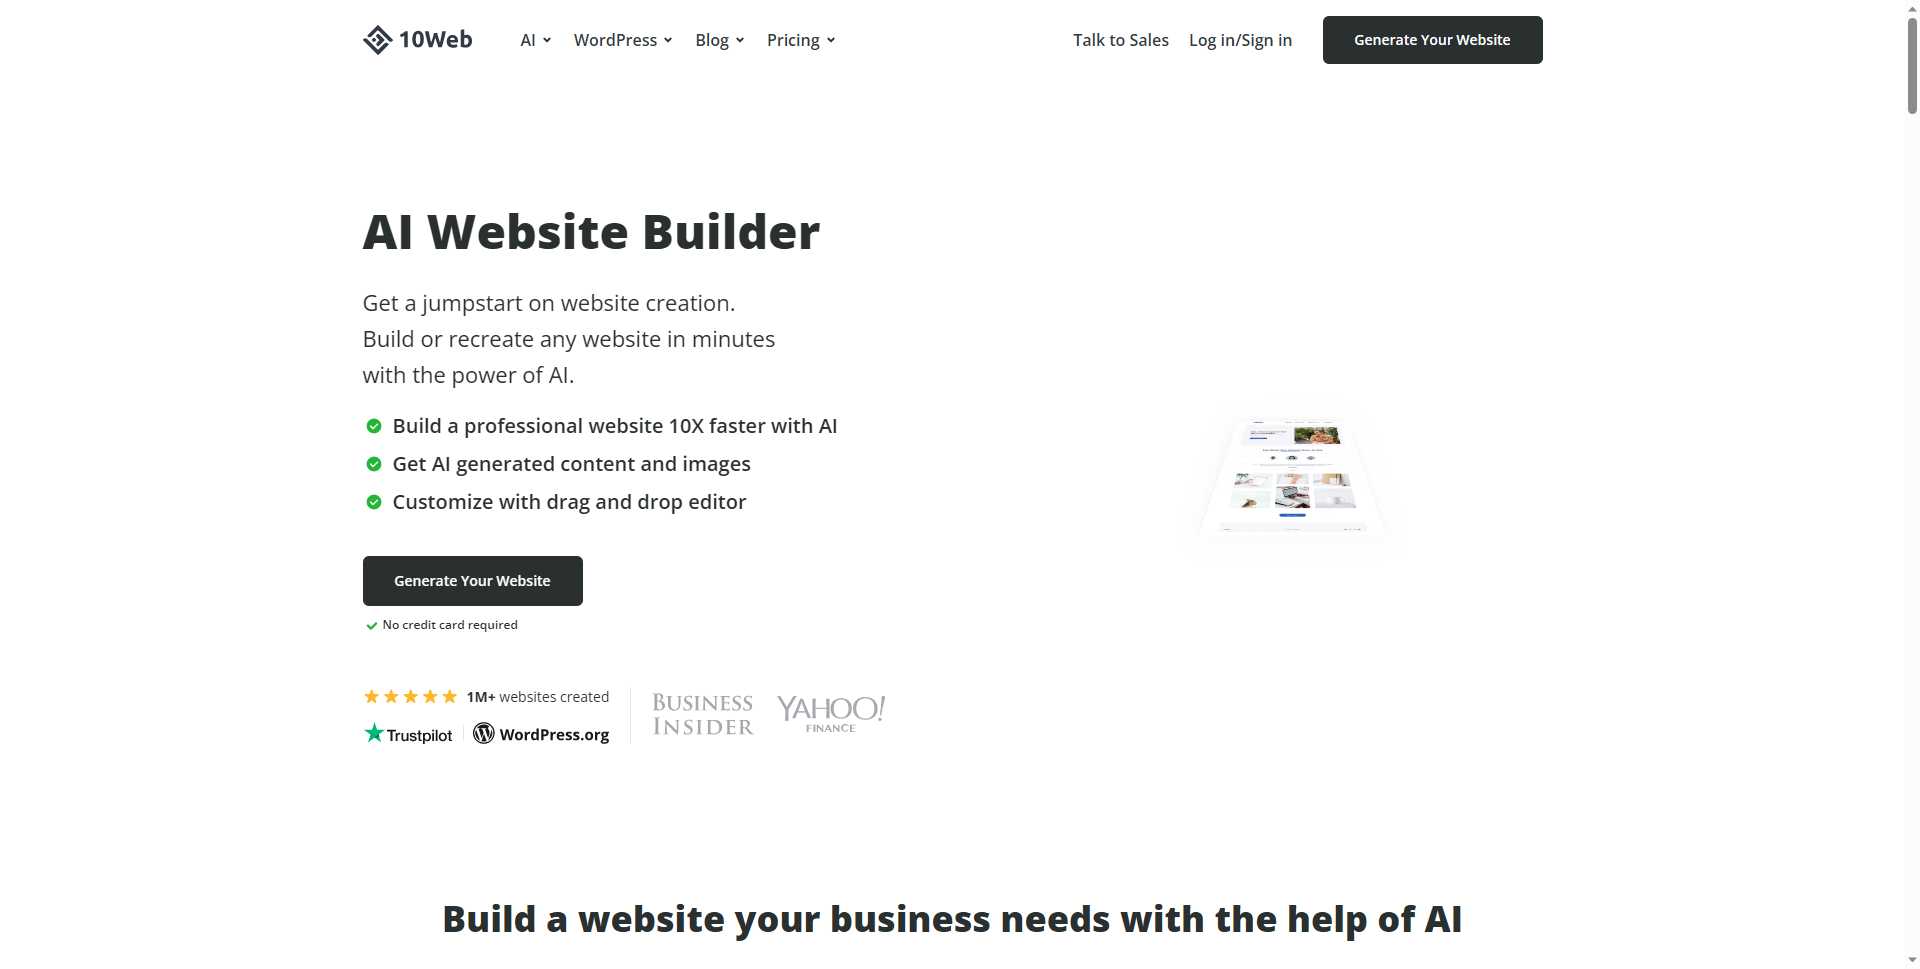 10Web
AI
WordPress
Blog
Pricing
Talk to Sales
Log in/Sign in
Generate Your Website
AI Website Builder
Get a jumpstart on website creation.
Build or recreate any website in minutes
with the power of AI.
Build a professional website 10X faster with AI
Get AI generated content and images
Customize with drag and drop editor
Generate Your Website
No credit card required
1M+ websites created
Trustpilot
WordPress.org
BUSINESS
INSIDER
YAHOO!
FINANCE
Build a website your business needs with the help of AI